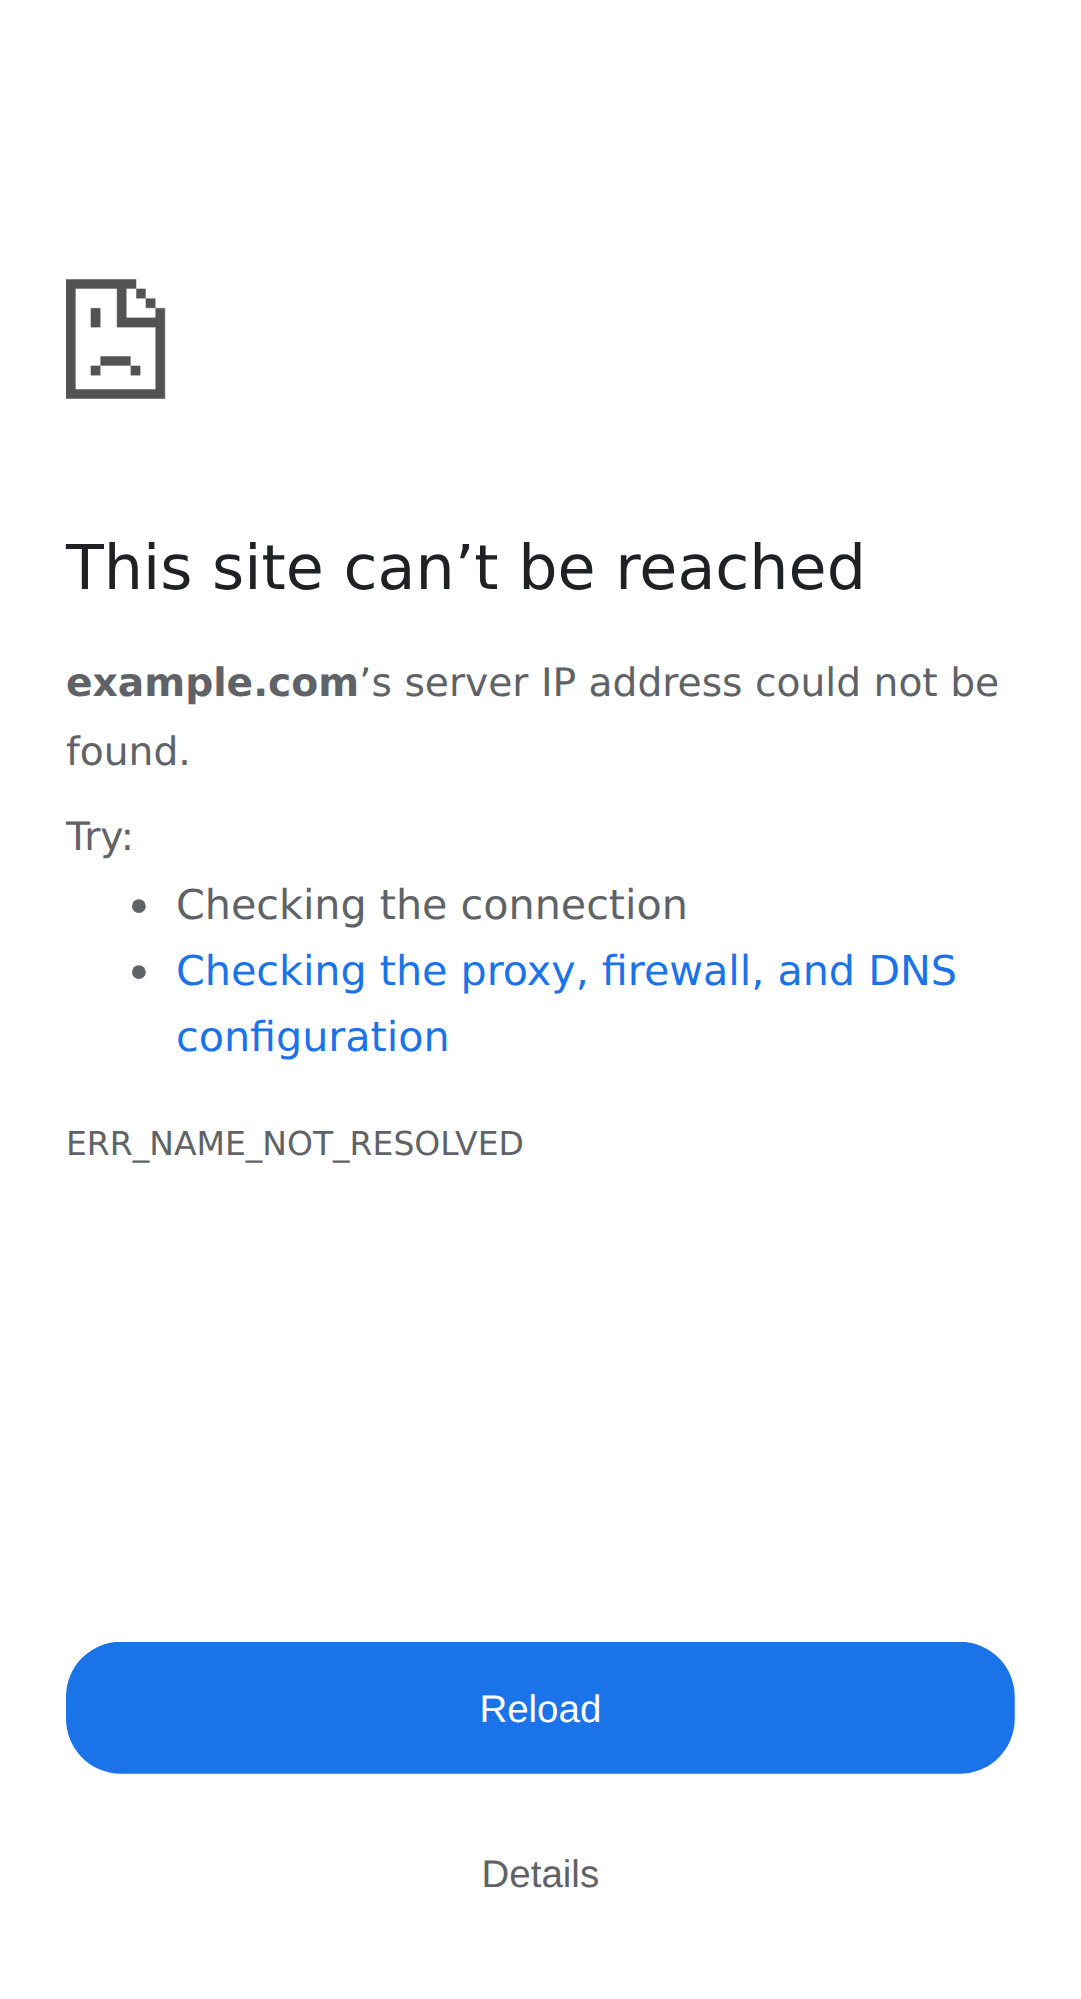 This site can’t be reached
example.com’s server IP address could not be
found.
Try:
• Checking the connection
• Checking the proxy, firewall, and DNS
configuration
ERR_NAME_NOT_RESOLVED
Reload
Details